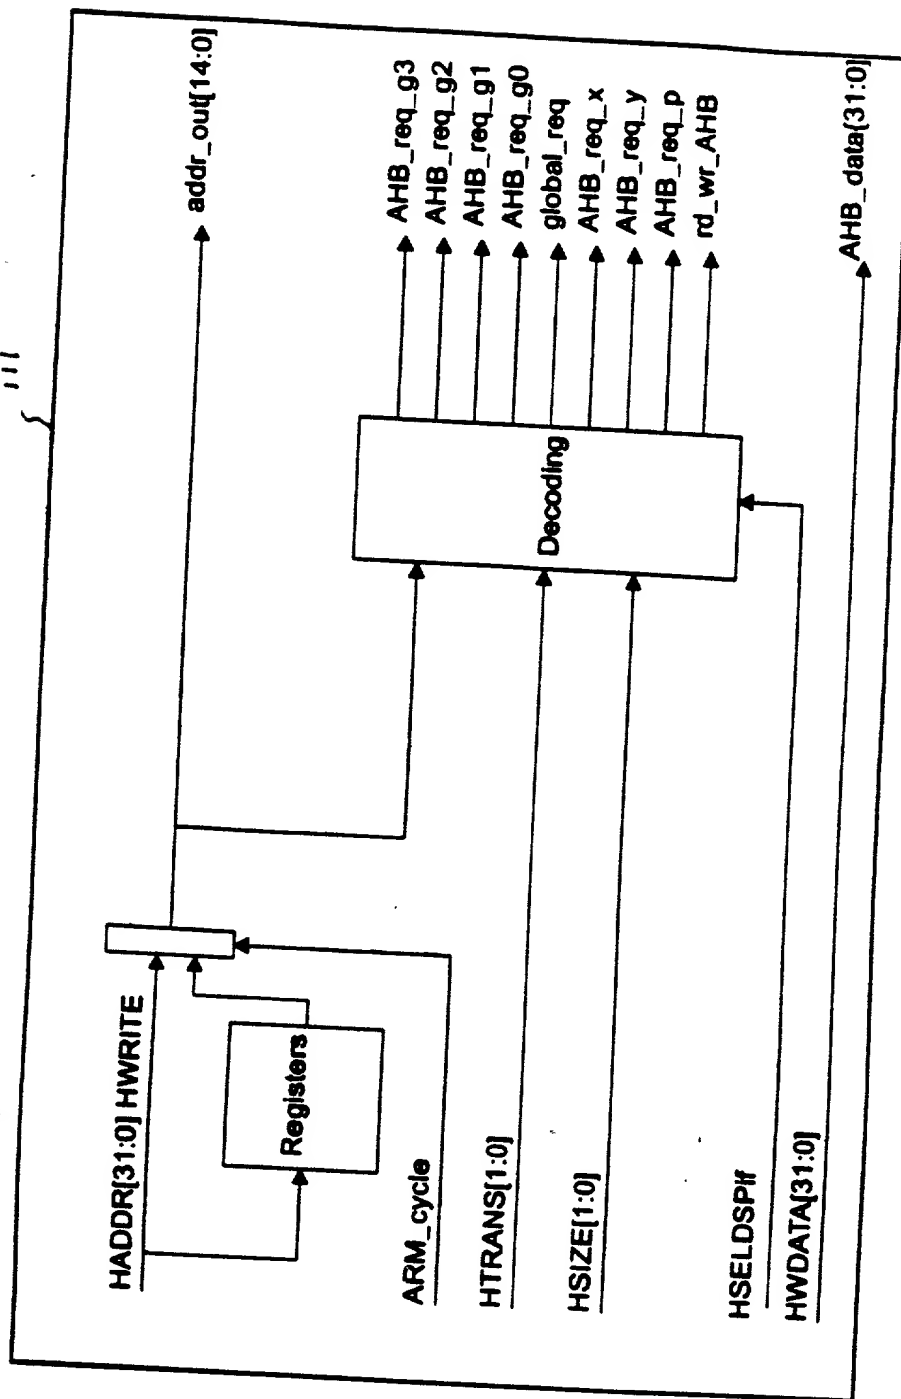 111
HADDR[31:0] HWRITE
addr_out[14:0]
Registers
ARM_cycle
HTRANS[1:0]
HSIZE[1:0]
HSELDSPIf
HWDATA[31:0]
Decoding
AHB_req_g3
AHB_req_g2
AHB_req_g1
AHB_req_g0
global_req
AHB_req_x
AHB_req_y
AHB_req_p
rd_wr_AHB
AHB_data[31:0]